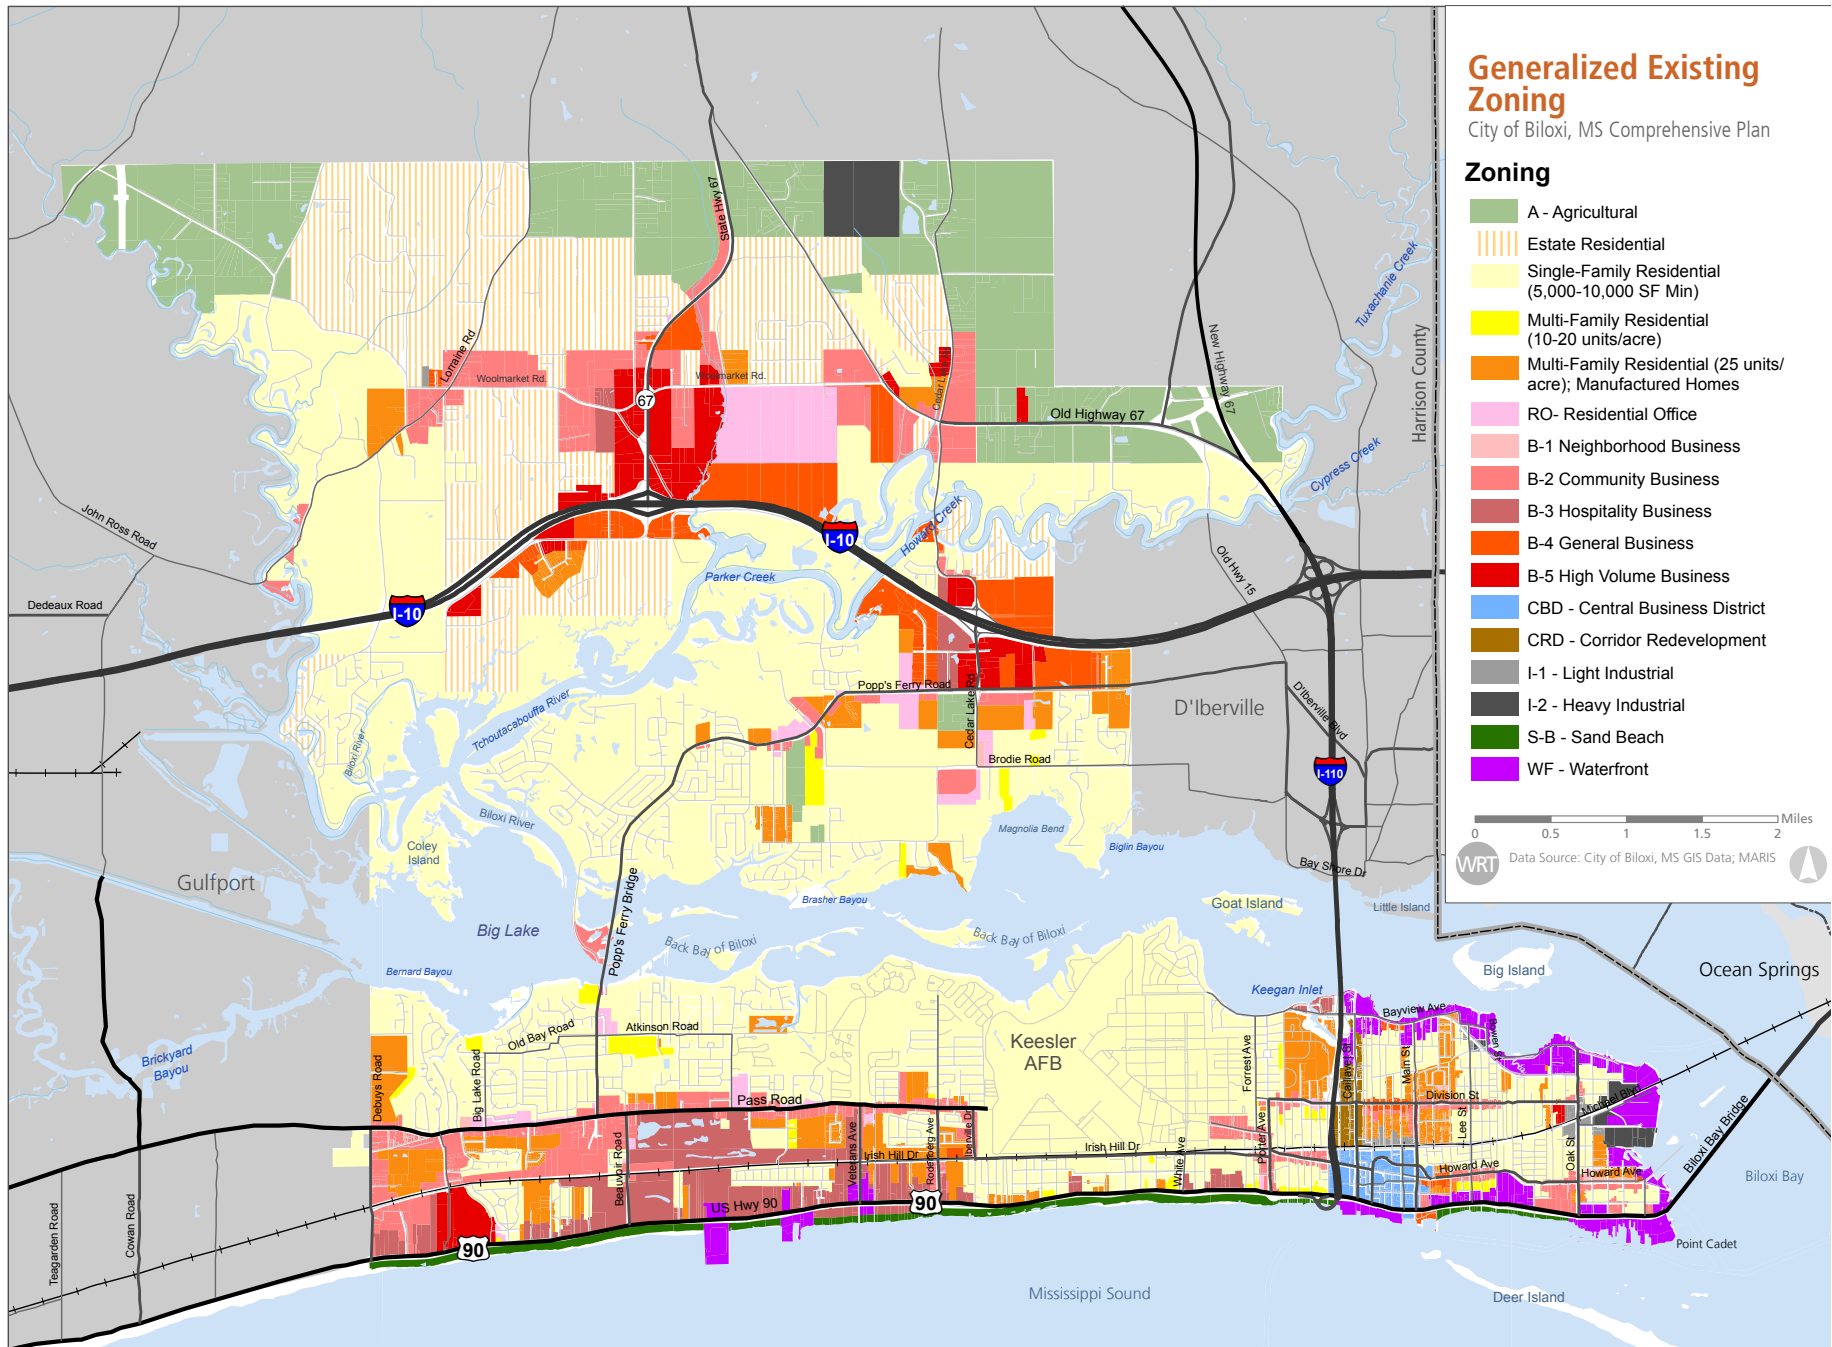 Generalized Existing
Zoning
City of Biloxi, MS Comprehensive Plan
Zoning
A - Agricultural
Estate Residential
Single-Family Residential
(5,000-10,000 SF Min)
Multi-Family Residential
(10-20 units/acre)
Multi-Family Residential (25 units/
acre); Manufactured Homes
RO- Residential Office
B-1 Neighborhood Business
B-2 Community Business
B-3 Hospitality Business
B-4 General Business
B-5 High Volume Business
CBD - Central Business District
CRD - Corridor Redevelopment
I-1 - Light Industrial
I-2 - Heavy Industrial
S-B - Sand Beach
WF - Waterfront
0 0.5 1 1.5 2 Miles
WRT
Data Source: City of Biloxi, MS GIS Data; MARIS
State Hwy 67
Tuxachanie Creek
Harrison County
New Highway 67
Lorraine Rd
Woolmarket Rd.
Woolmarket Rd.
67
Old Highway 67
Cypress Creek
John Ross Road
Howard Creek
I-10
Old Hwy 15
Parker Creek
Dedeaux Road
I-10
Popp's Ferry Road
Cedar Lake Rd
D'Iberville
D'Iberville Blvd
Tchoutacabouffa River
Biloxi River
Brodie Road
I-110
Biloxi River
Magnolia Bend
Biglin Bayou
Coley
Island
Bay Shore Dr
Gulfport
Popp's Ferry Bridge
Brasher Bayou
Goat Island
Little Island
Big Lake
Back Bay of Biloxi
Back Bay of Biloxi
Bernard Bayou
Big Island
Ocean Springs
Keegan Inlet
Bayview Ave
Old Bay Road
Atkinson Road
Keesler
AFB
Bowen St
Brickyard
Bayou
Debuys Road
Big Lake Road
Forrest Ave
Caillavet St
Main St
Pass Road
Division St
Michael Blvd
Lee St
Biloxi Bay Bridge
Beauvoir Road
Veterans Ave
Rodenberg Ave
Iberville Dr
Irish Hill Dr
Irish Hill Dr
White Ave
Porter Ave
Oak St
Howard Ave
Howard Ave
Biloxi Bay
US Hwy 90
90
90
Teagarden Road
Cowan Road
Point Cadet
Mississippi Sound
Deer Island